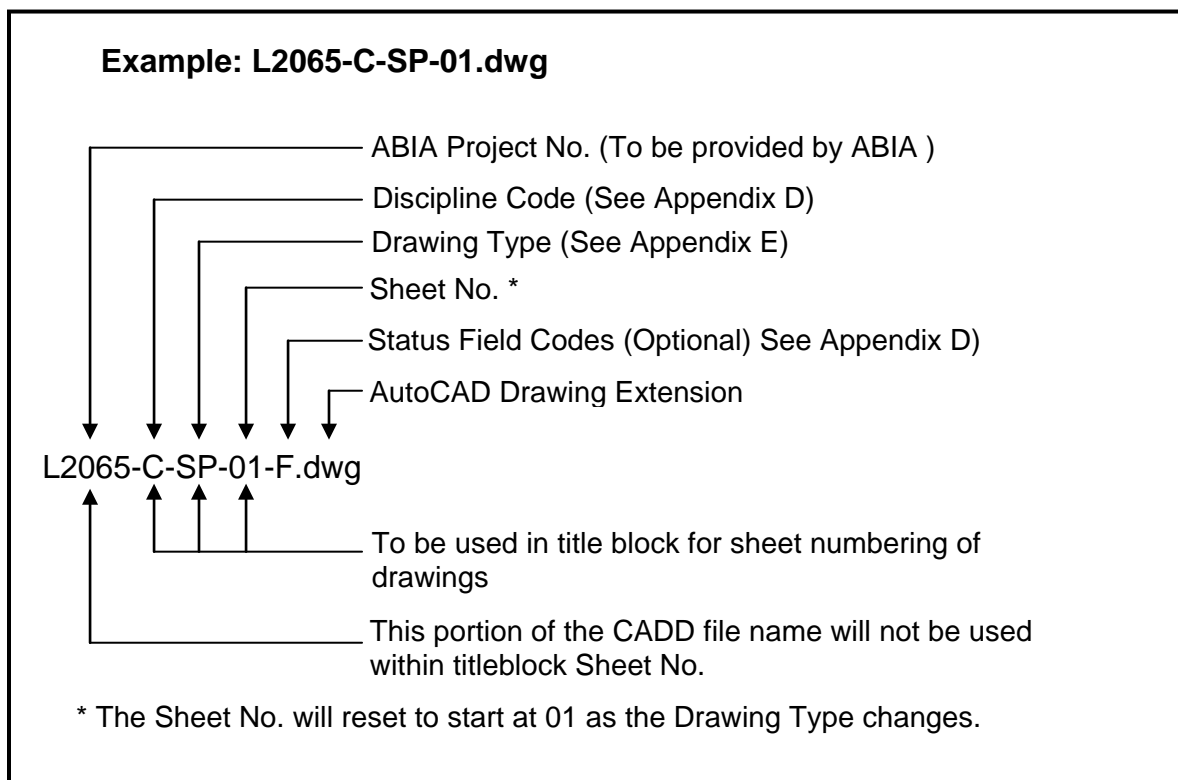 Example: L2065-C-SP-01.dwg
ABIA Project No. (To be provided by ABIA )
Discipline Code (See Appendix D)
Drawing Type (See Appendix E)
Sheet No. *
Status Field Codes (Optional) See Appendix D)
AutoCAD Drawing Extension
L2065-C-SP-01-F.dwg
To be used in title block for sheet numbering of
drawings
This portion of the CADD file name will not be used
within titleblock Sheet No.
* The Sheet No. will reset to start at 01 as the Drawing Type changes.